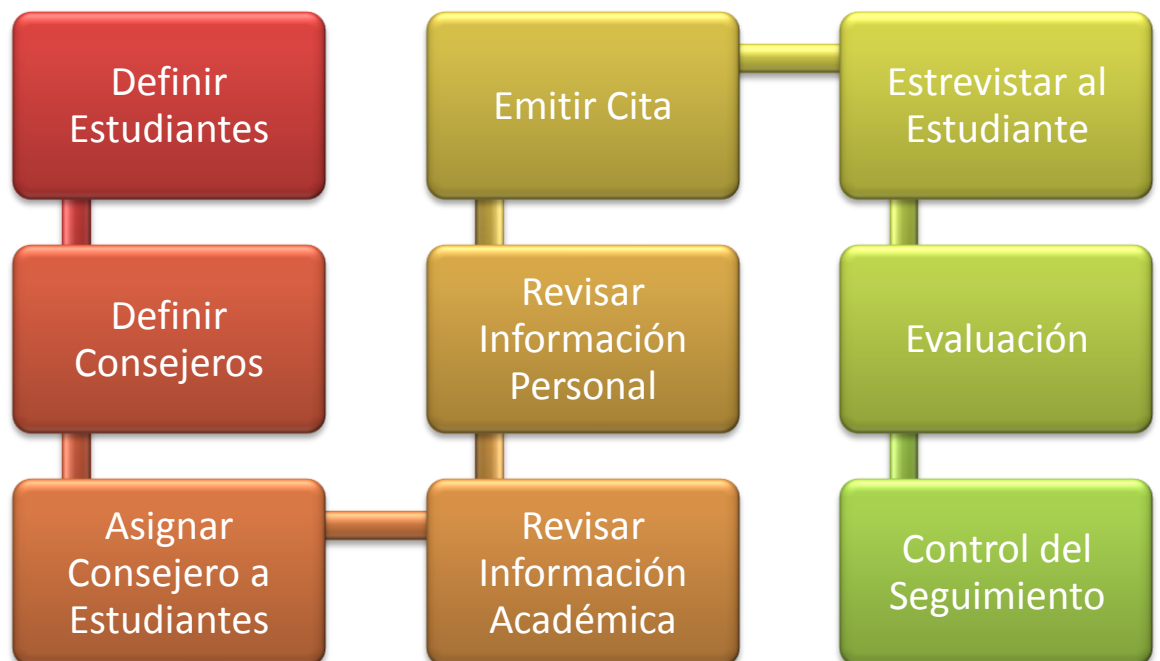 Definir
Estudiantes
Definir
Consejeros
Asignar
Consejero a
Estudiantes
Revisar
Información
Académica
Revisar
Información
Personal
Emitir Cita
Estrevistar al
Estudiante
Evaluación
Control del
Seguimiento